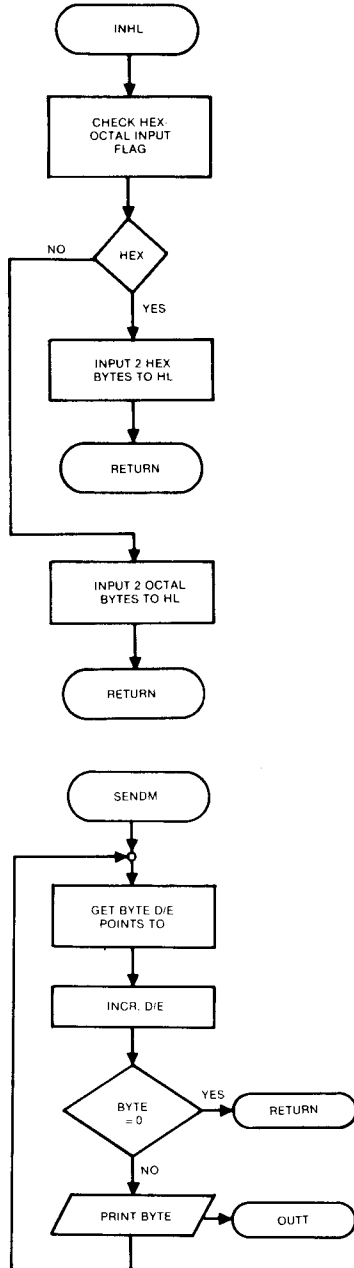 INHL
CHECK HEX-
OCTAL INPUT
FLAG
NO
HEX
YES
INPUT 2 HEX
BYTES TO HL
RETURN
INPUT 2 OCTAL
BYTES TO HL
RETURN
SENDM
GET BYTE D/E
POINTS TO
INCR. D/E
BYTE
= 0
YES
RETURN
NO
PRINT BYTE
OUTT